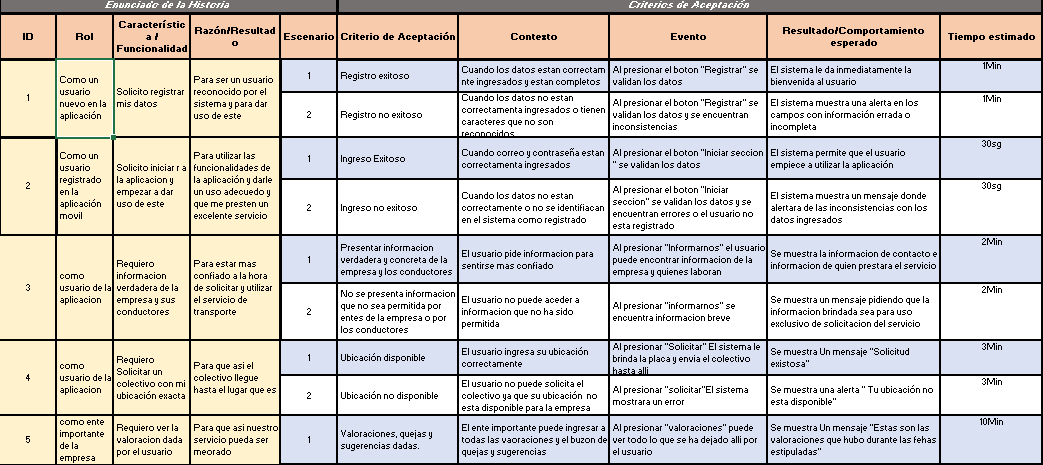 Enunciado de la Historia
Criterios de Aceptación
ID
Rol
Característic
a /
Funcionalidad
Razón/Resultad
o
Escenario
Criterio de Aceptación
Contexto
Evento
Resultado/Comportamiento
esperado
Tiempo estimado
1
Como un
usuario
nuevo en la
aplicación
Solicito registrar
mis datos
Para ser un usuario
reconocido por el
sistema y para dar
uso de este
1
Registro exitoso
Cuando los datos estan correctam
nte ingresados y estan completos
Al presionar el boton "Registrar" se
validan los datos
El sistema le da inmediatamente la
bienvenida al usuario
1Min
2
Registro no exitoso
Cuando los datos no estan
correctamenta ingresados o tienen
caracteres que no son
reconocidos
Al presionar el boton "Registrar" se
validan los datos y se encuentran
inconsistencias
El sistema muestra una alerta en los
campos con información errada o
incompleta
1Min
2
Como un
usuario
registrado
en la
aplicación
movil
Solicito iniciar r a
la aplicacion y
empezar a dar
uso de este
Para utilizar las
funcionalidades de
la aplicación y darle
un uso adecuedo y
que me presten un
excelente servicio
1
Ingreso Exitoso
Cuando correo y contraseña estan
correctamenta ingresados
Al presionar el boton "Iniciar seccion
" se validan los datos
El sistema permite que el usuario
empiece a utilizar la aplicación
30sg
2
Ingreso no exitoso
Cuando los datos no estan
correctamente o no se identifiacan
en el sistema como registrado
Al presionar el boton "Iniciar
seccion" se validan los datos y se
encuentran errores o el usuario no
esta registrado
El sistema muestra un mensaje donde
alertara de las inconsistencias con los
datos ingresados
30sg
3
como
usuario de la
aplicacion
Requiero
informacion
verdadera de la
empresa y sus
conductores
Para estar mas
confiado a la hora
de solicitar y utilizar
el servicio de
transporte
1
Presentar informacion
verdadera y concreta de la
empresa y los conductores
El usuario pide informacion para
sentirse mas confiado
Al presionar "Informarnos" el usuario
puede encontrar informacion de la
empresa y quienes laboran
Se muestra la informacion de contacto e
informacion de quien prestara el servicio
2Min
2
No se presenta informacion
que no sea permitida por
entes de la empresa o por
los conductores
El usuario no puede aceder a
informacion que no ha sido
permitida
Al presionar "informarnos" se
encuentra informacion breve
Se muestra un mensaje pidiendo que la
informacion brindada sea para uso
exclusivo de solicitacion del servicio
2Min
4
como
usuario de la
aplicacion
Requiero
Solicitar un
colectivo con mi
ubicación exacta
Para que asi el
colectivo llegue
hasta el lugar que es
1
Ubicación disponible
El usuario ingresa su ubicación
correctamente
Al presionar "Solicitar" El sistema le
brinda la placa y envia el colectivo
hasta alli
Se muestra Un mensaje "Solicitud
existosa"
3Min
2
Ubicación no disponible
El usuario no puede solicita el
colectivo ya que su ubicación no
esta disponible para la empresa
Al presionar "solicitar"El sistema
mostrara un error
Se muestra una alerta " Tu ubicación no
esta disponible"
3Min
5
como ente
importante
de la
empresa
Requiero ver la
valoracion dada
por el usuario
Para que asi nuestro
servicio pueda ser
meorado
1
Valoraciones, quejas y
sugerencias dadas.
El ente importante puede ingresar a
todas las vaoraciones y el buzon de
quejas y sugerencias
Al presionar "valoraciones" puede
ver todo lo que se ha dejado alli por
el usuario
Se muestra Un mensaje "Estas son las
valoraciones que hubo durante las fehas
estipuladas"
10Min